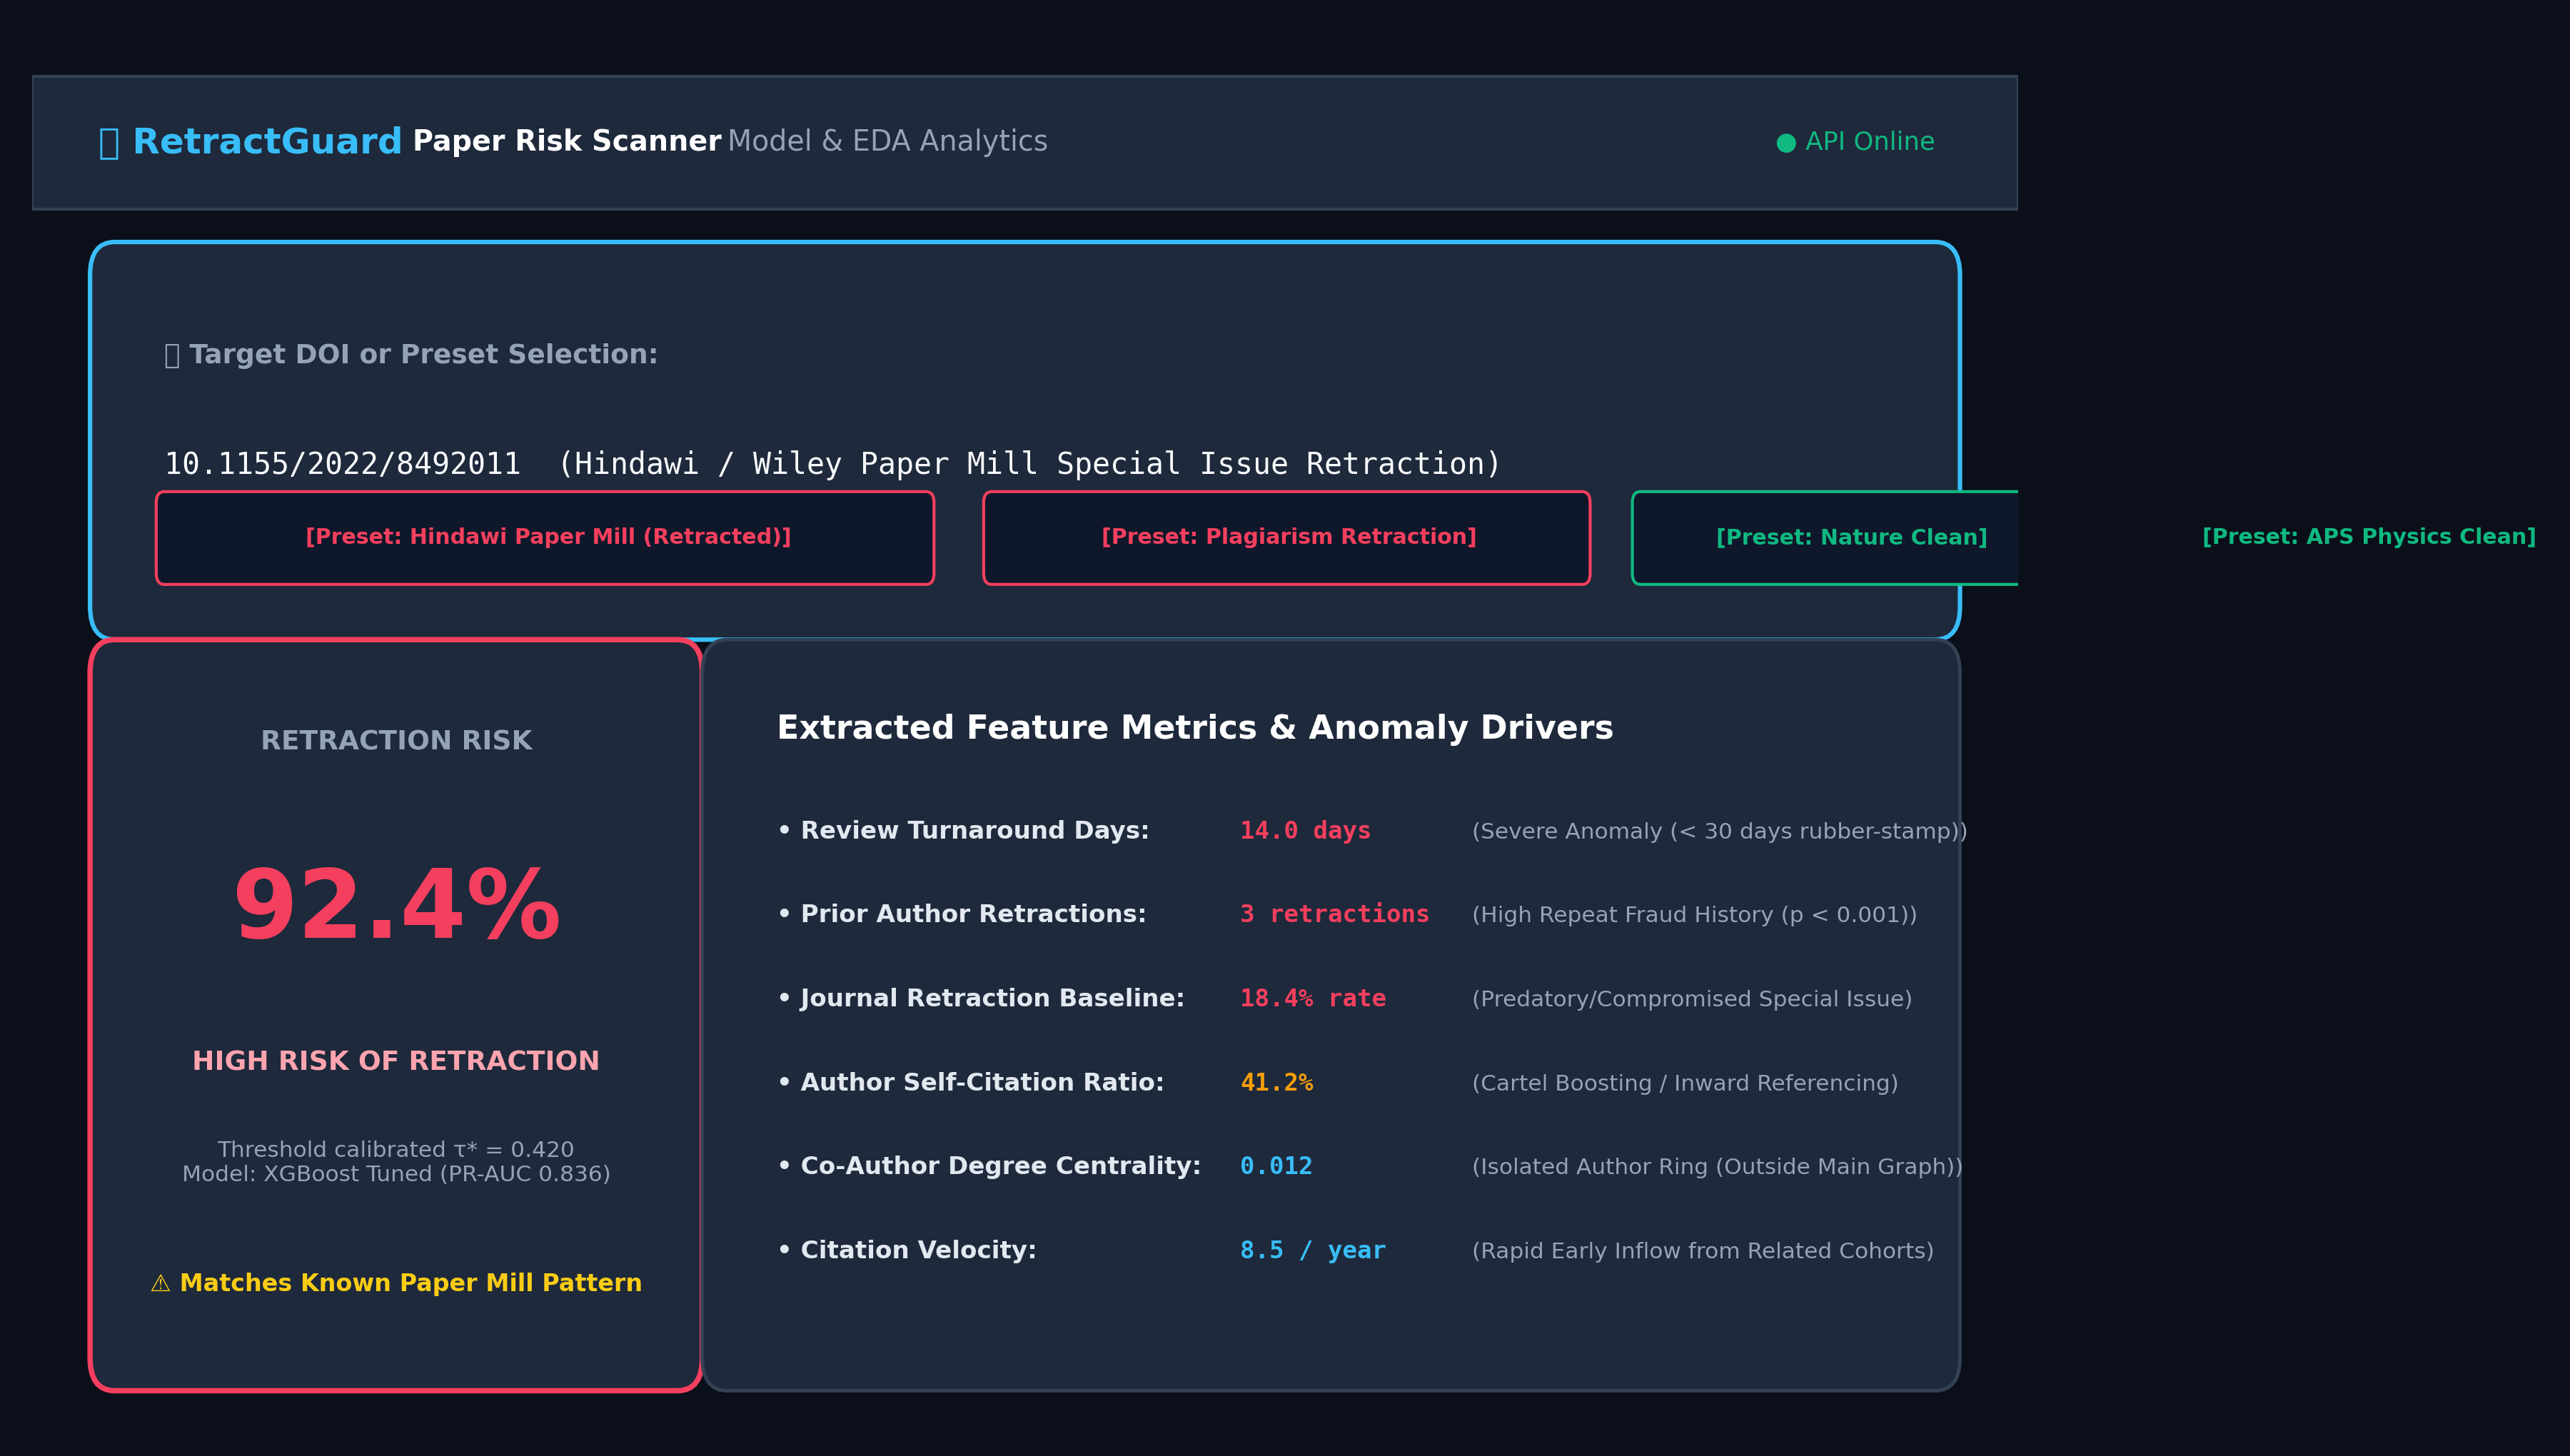 RetractGuard Paper Risk Scanner Model & EDA Analytics ● API Online
Target DOI or Preset Selection:
10.1155/2022/8492011 (Hindawi / Wiley Paper Mill Special Issue Retraction)
[Preset: Hindawi Paper Mill (Retracted)] [Preset: Plagiarism Retraction] [Preset: Nature Clean] [Preset: APS Physics Clean]
RETRACTION RISK
92.4%
HIGH RISK OF RETRACTION
Threshold calibrated τ* = 0.420
Model: XGBoost Tuned (PR-AUC 0.836)
⚠ Matches Known Paper Mill Pattern
Extracted Feature Metrics & Anomaly Drivers
• Review Turnaround Days: 14.0 days (Severe Anomaly (< 30 days rubber-stamp))
• Prior Author Retractions: 3 retractions (High Repeat Fraud History (p < 0.001))
• Journal Retraction Baseline: 18.4% rate (Predatory/Compromised Special Issue)
• Author Self-Citation Ratio: 41.2% (Cartel Boosting / Inward Referencing)
• Co-Author Degree Centrality: 0.012 (Isolated Author Ring (Outside Main Graph))
• Citation Velocity: 8.5 / year (Rapid Early Inflow from Related Cohorts)